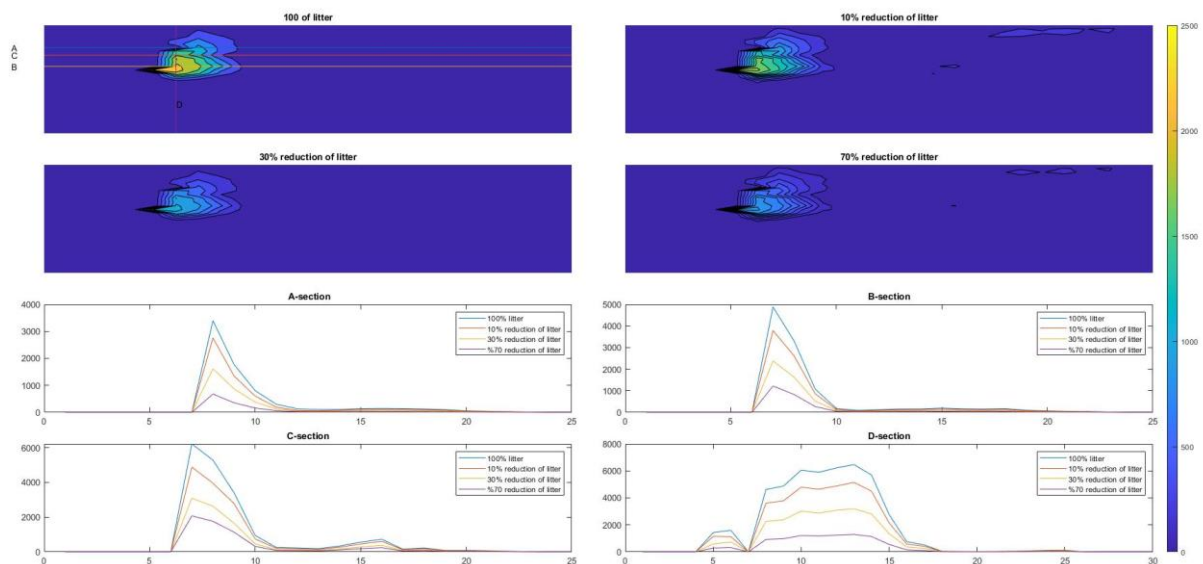 100 of litter
10% reduction of litter
A
C
B
D
30% reduction of litter
70% reduction of litter
2500
2000
1500
1000
500
0
A-section
4000
3000
2000
1000
0
0 5 10 15 20 25
100% litter
10% reduction of litter
30% reduction of litter
%70 reduction of litter
B-section
5000
4000
3000
2000
1000
0
0 5 10 15 20 25
100% litter
10% reduction of litter
30% reduction of litter
%70 reduction of litter
C-section
6000
4000
2000
0
0 5 10 15 20 25
100% litter
10% reduction of litter
30% reduction of litter
%70 reduction of litter
D-section
8000
6000
4000
2000
0
0 5 10 15 20 25 30
100% litter
10% reduction of litter
30% reduction of litter
%70 reduction of litter